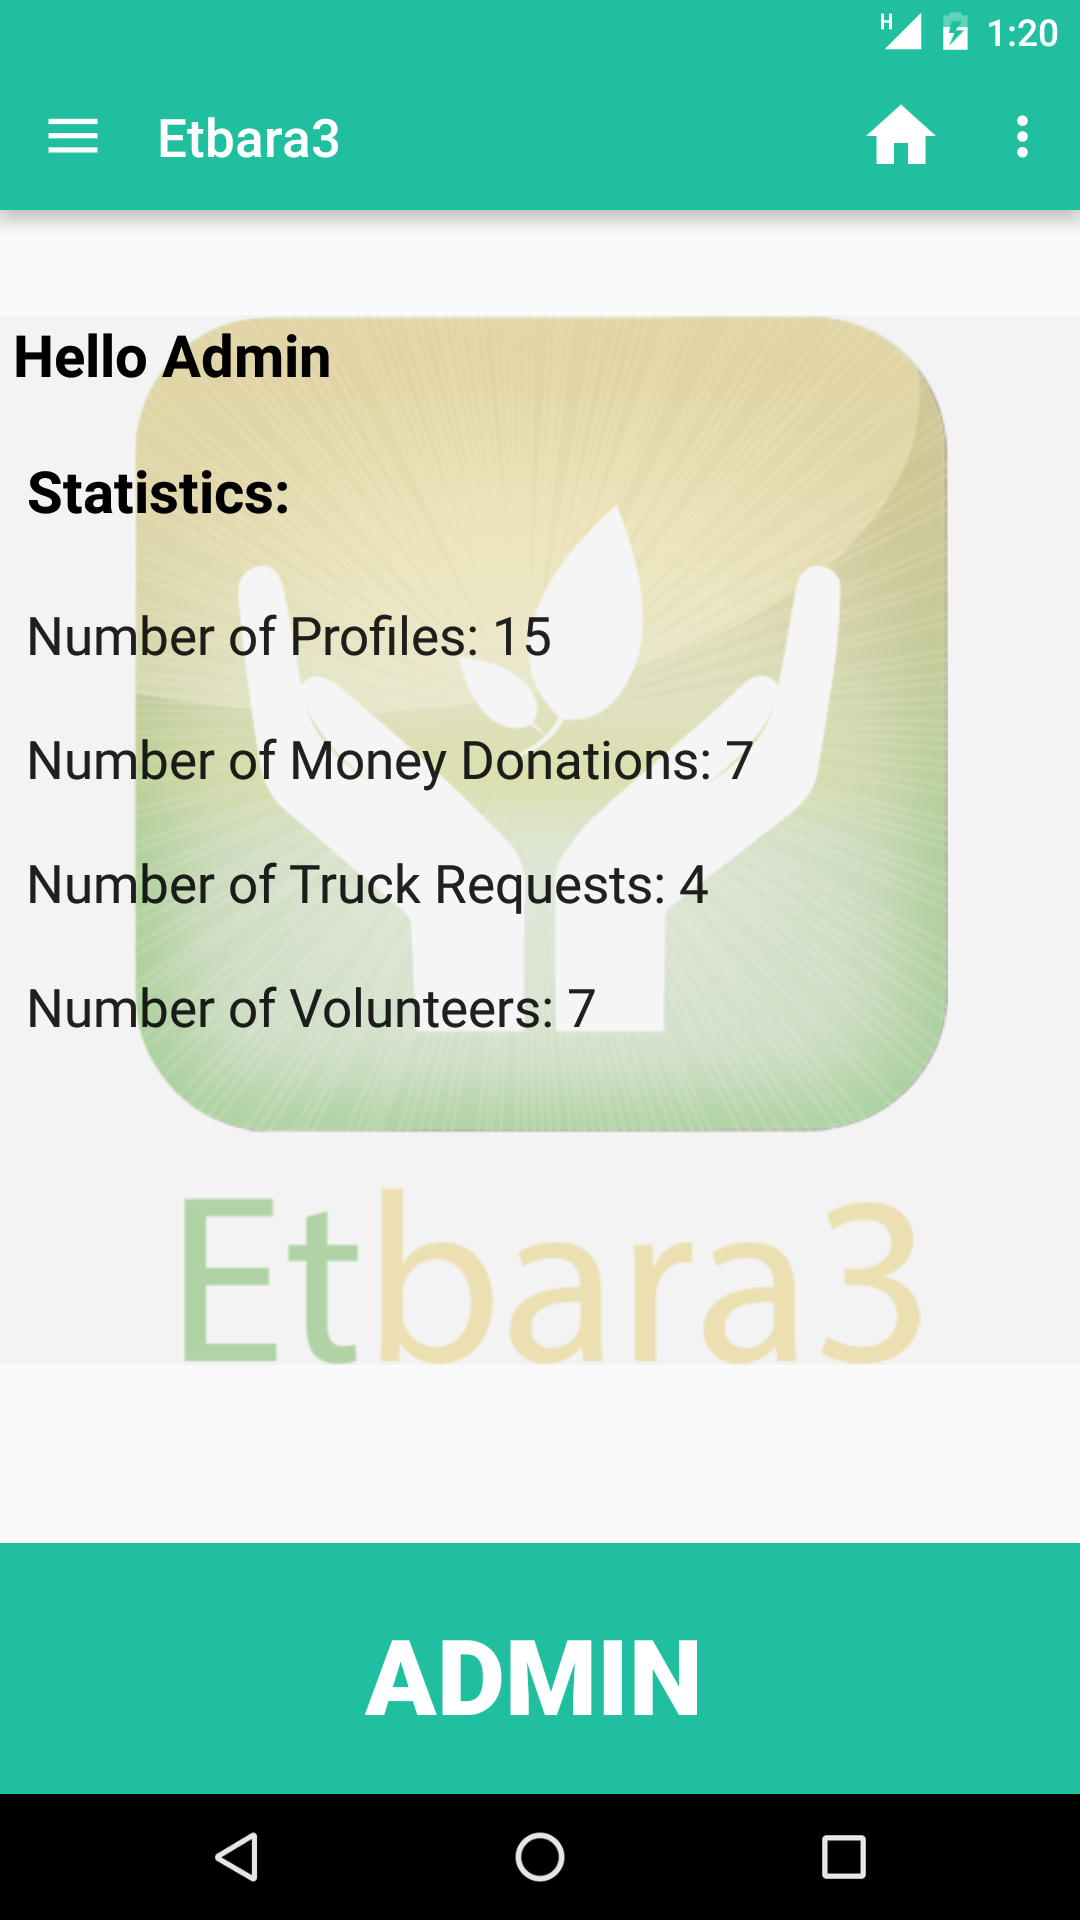 H 1:20
Etbara3
Hello Admin
Statistics:
Number of Profiles: 15
Number of Money Donations: 7
Number of Truck Requests: 4
Number of Volunteers: 7
Etbara3
ADMIN